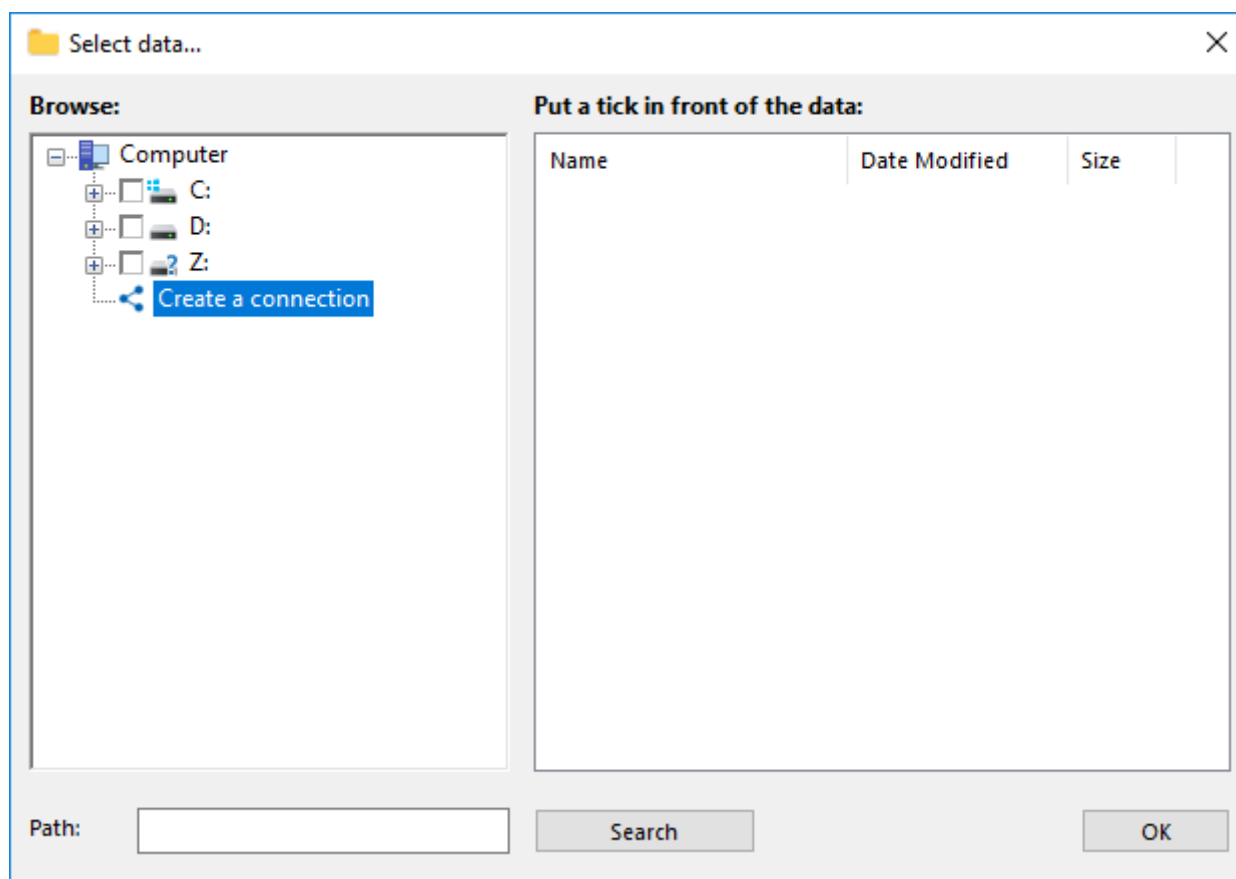 Select data...
Browse:
Put a tick in front of the data:
Computer
C:
D:
Z:
Create a connection
Name Date Modified Size
Path:
Search
OK